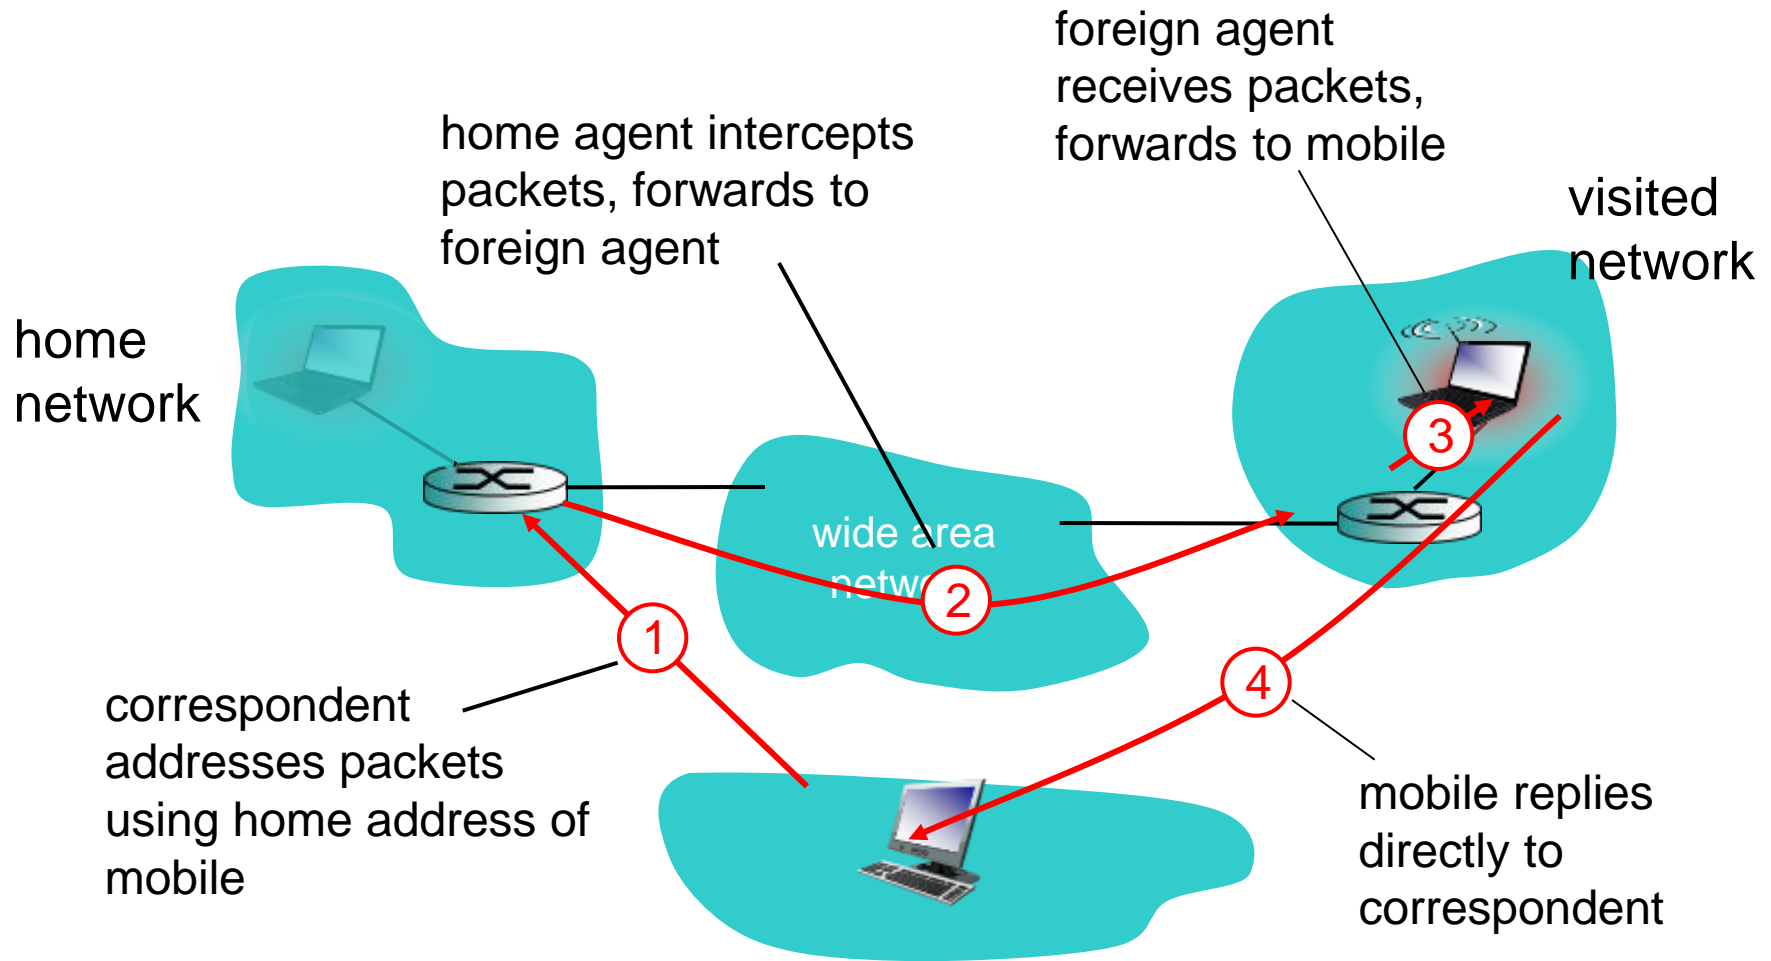 foreign agent
receives packets,
forwards to mobile
home agent intercepts
packets, forwards to
foreign agent
visited
network
home
network
wide area
3
2
1
4
correspondent
addresses packets
using home address of
mobile
mobile replies
directly to
correspondent